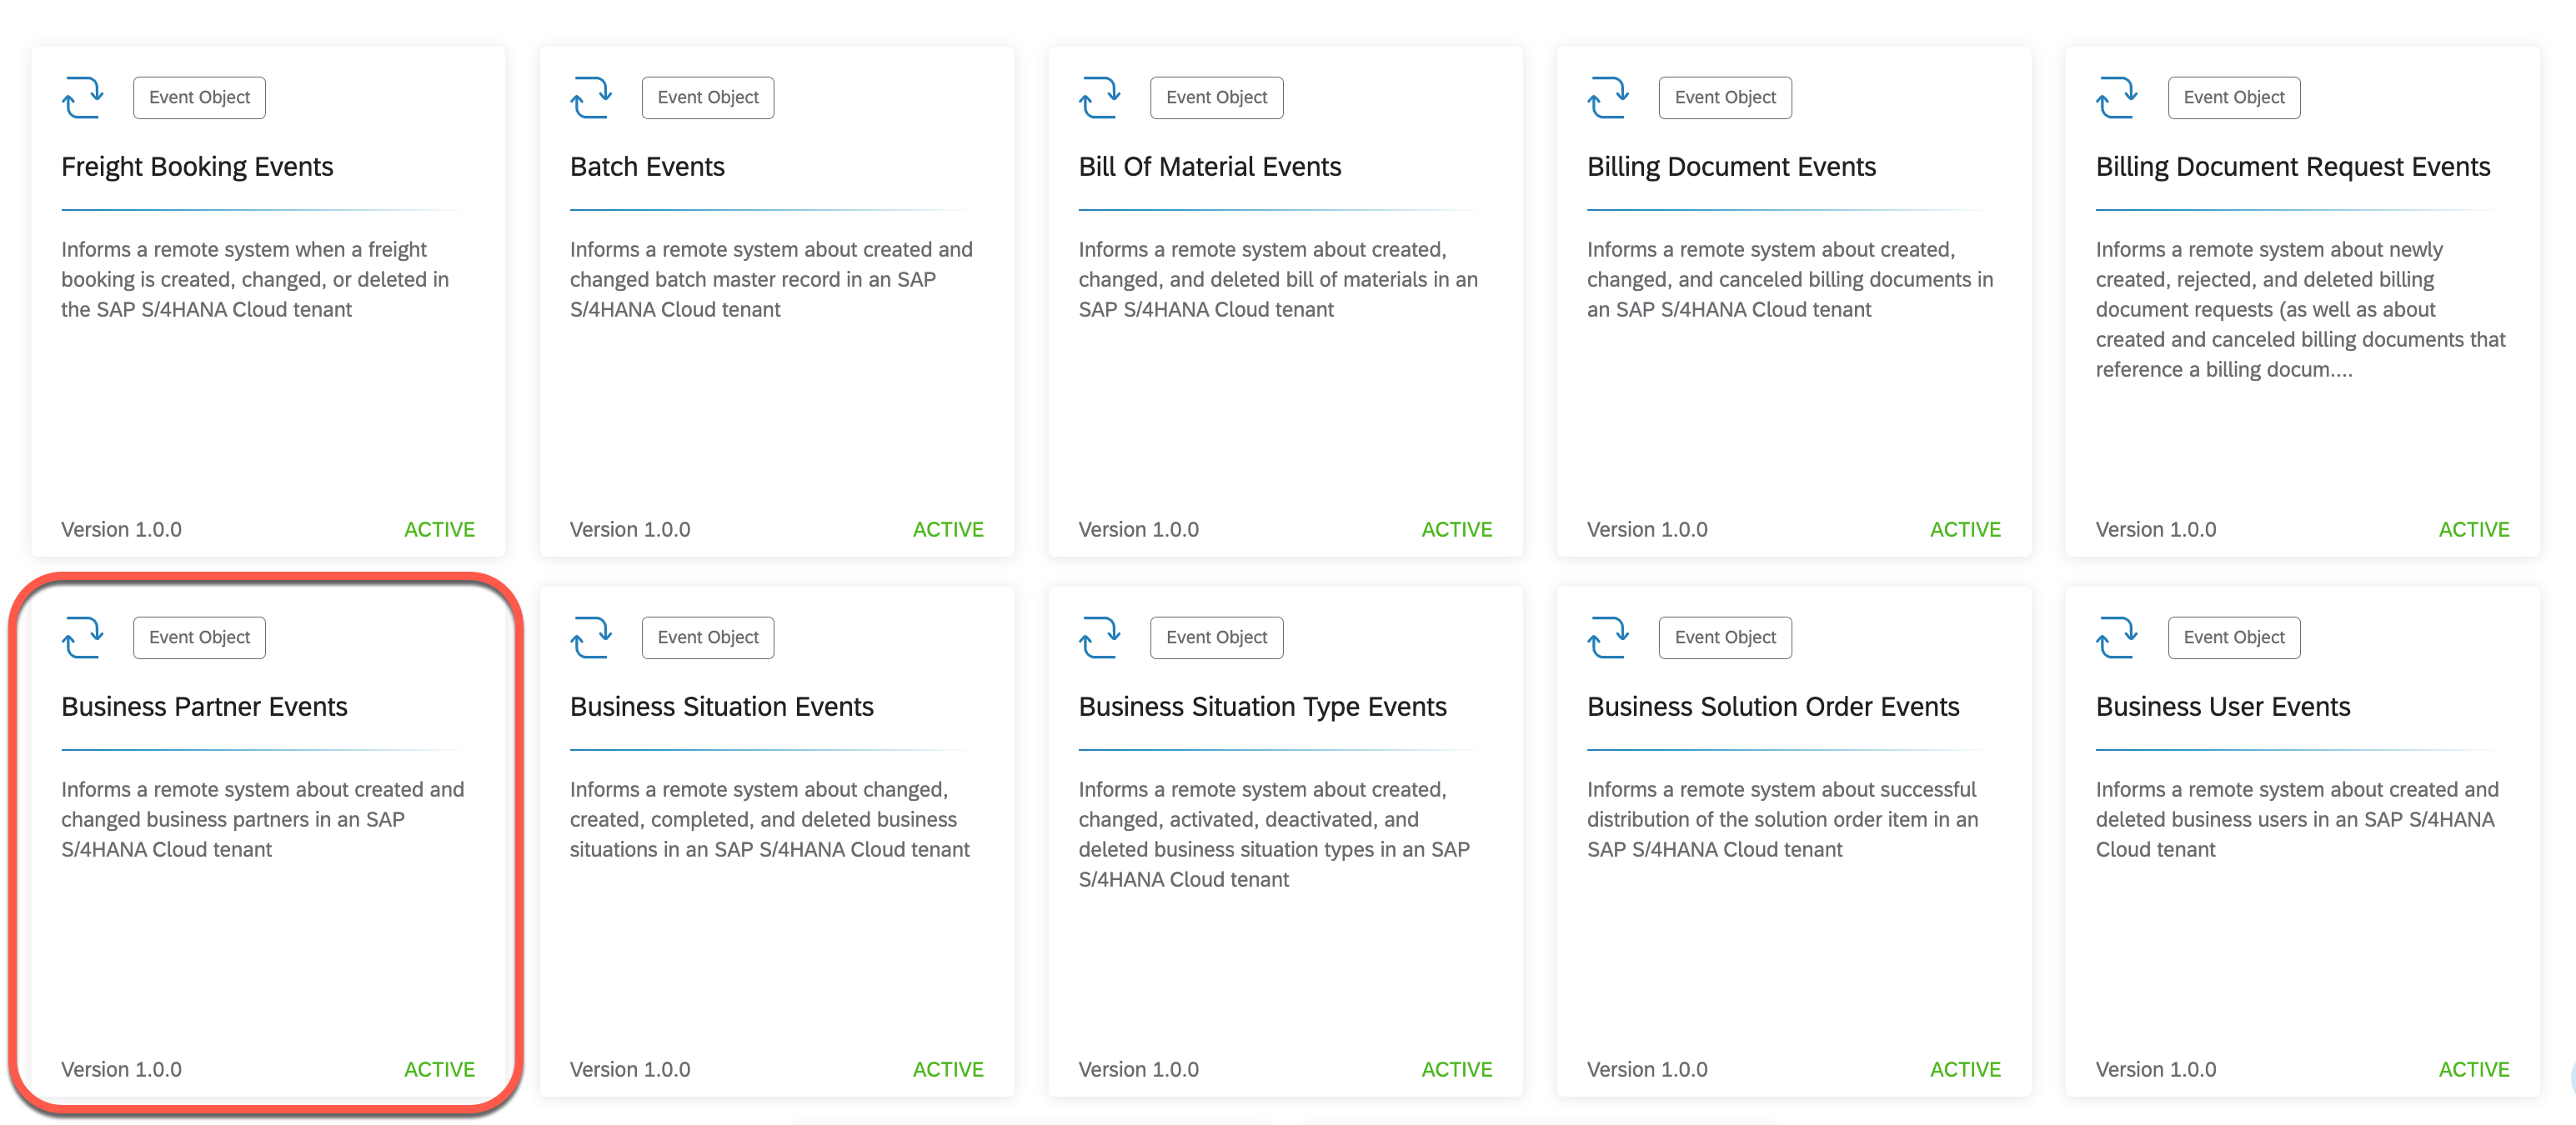 Event Object
Freight Booking Events
Informs a remote system when a freight
booking is created, changed, or deleted in
the SAP S/4HANA Cloud tenant
Version 1.0.0
ACTIVE
Event Object
Batch Events
Informs a remote system about created and
changed batch master record in an SAP
S/4HANA Cloud tenant
Version 1.0.0
ACTIVE
Event Object
Bill Of Material Events
Informs a remote system about created,
changed, and deleted bill of materials in an
SAP S/4HANA Cloud tenant
Version 1.0.0
ACTIVE
Event Object
Billing Document Events
Informs a remote system about created,
changed, and canceled billing documents in
an SAP S/4HANA Cloud tenant
Version 1.0.0
ACTIVE
Event Object
Billing Document Request Events
Informs a remote system about newly
created, rejected, and deleted billing
document requests (as well as about
created and canceled billing documents that
reference a billing docum....
Version 1.0.0
ACTIVE
Event Object
Business Partner Events
Informs a remote system about created and
changed business partners in an SAP
S/4HANA Cloud tenant
Version 1.0.0
ACTIVE
Event Object
Business Situation Events
Informs a remote system about changed,
created, completed, and deleted business
situations in an SAP S/4HANA Cloud tenant
Version 1.0.0
ACTIVE
Event Object
Business Situation Type Events
Informs a remote system about created,
changed, activated, deactivated, and
deleted business situation types in an SAP
S/4HANA Cloud tenant
Version 1.0.0
ACTIVE
Event Object
Business Solution Order Events
Informs a remote system about successful
distribution of the solution order item in an
SAP S/4HANA Cloud tenant
Version 1.0.0
ACTIVE
Event Object
Business User Events
Informs a remote system about created and
deleted business users in an SAP S/4HANA
Cloud tenant
Version 1.0.0
ACTIVE